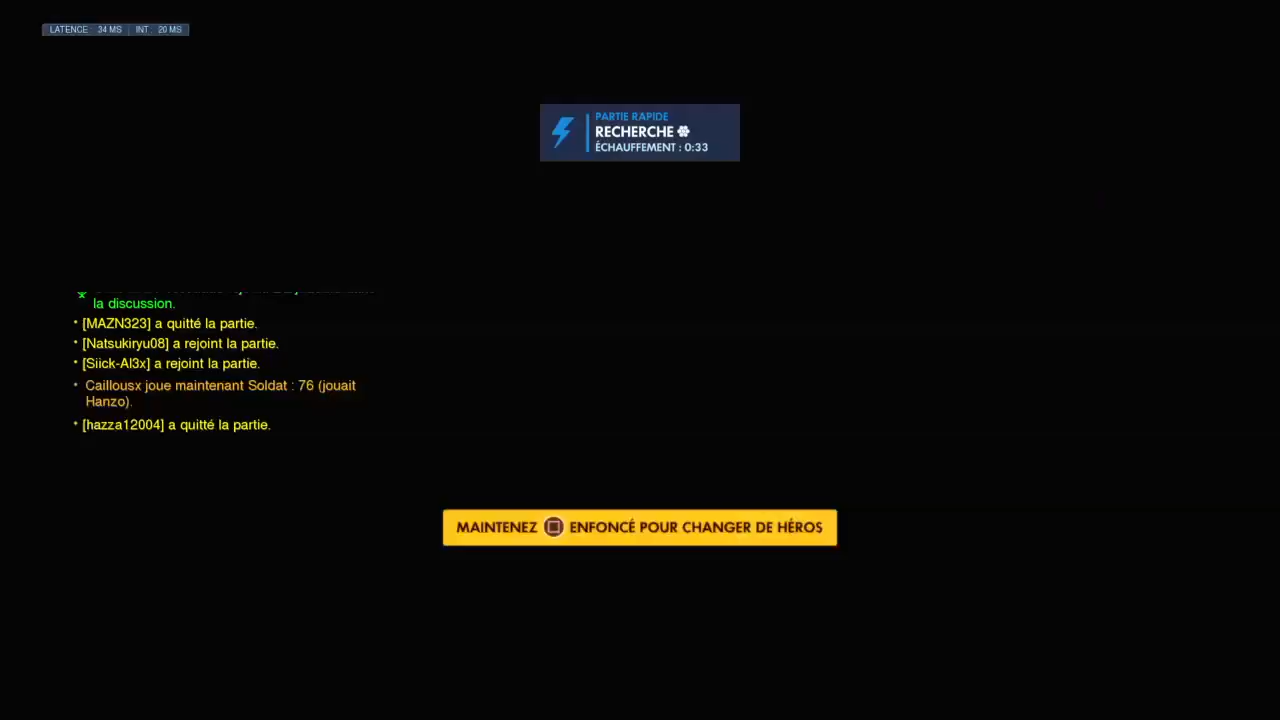 LATENCE : 34 MS | INT : 20 MS
PARTIE RAPIDE
RECHERCHE
ÉCHAUFFEMENT : 0:33
la discussion.
[MAZN323] a quitté la partie.
[Natsukiryu08] a rejoint la partie.
[Siick-Al3x] a rejoint la partie.
Caillousx joue maintenant Soldat : 76 (jouait
Hanzo).
[hazza12004] a quitté la partie.
MAINTENEZ ENFONCÉ POUR CHANGER DE HÉROS